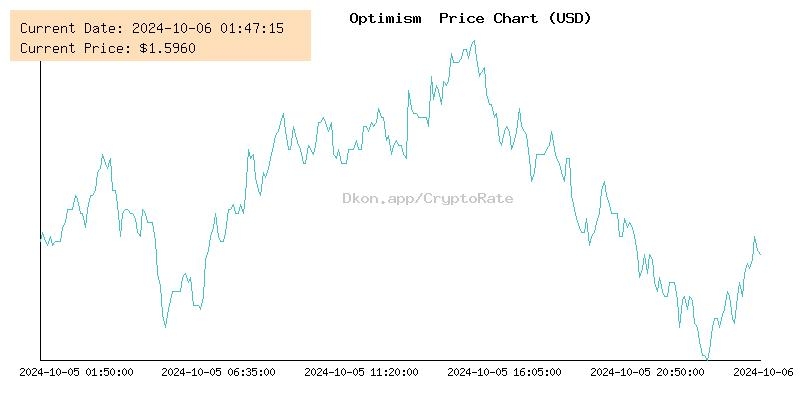 Optimism  Price Chart (USD)
Current Date: 2024-10-06 01:47:15
Current Price: $1.5960
Dkon.app/CryptoRate
2024-10-05 01:50:00 2024-10-05 06:35:00 2024-10-05 11:20:00 2024-10-05 16:05:00 2024-10-05 20:50:00 2024-10-06